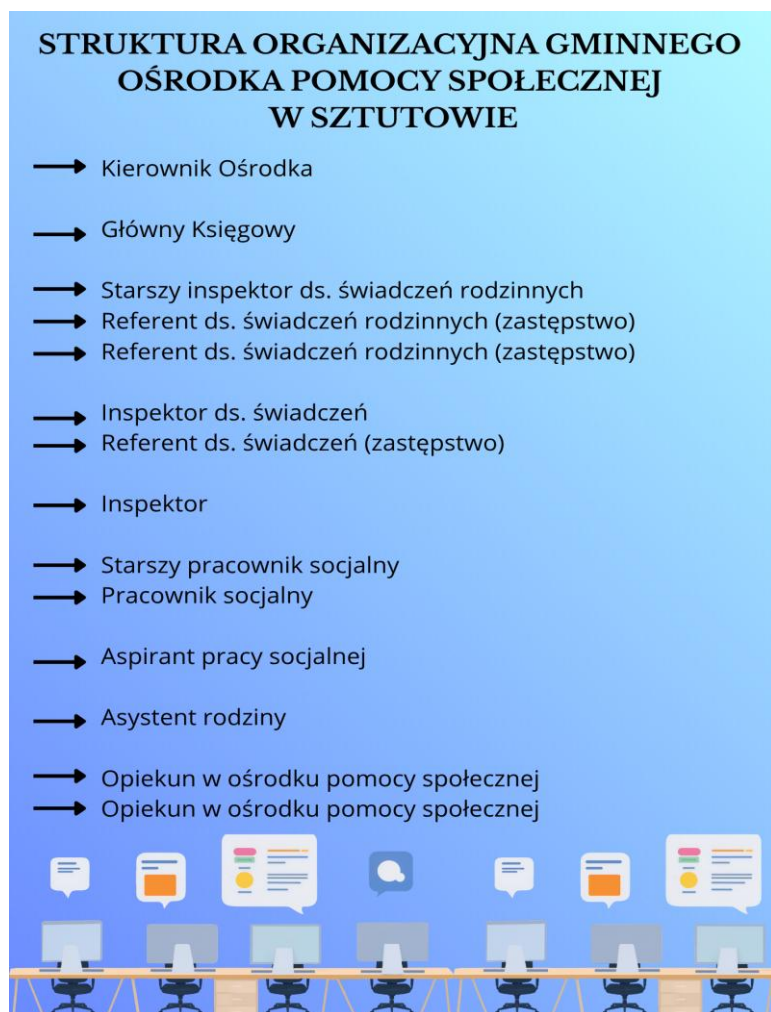 STRUKTURA ORGANIZACYJNA GMINNEGO
OŚRODKA POMOCY SPOŁECZNEJ
W SZTUTOWIE
Kierownik Ośrodka
Główny Księgowy
Starszy inspektor ds. świadczeń rodzinnych
Referent ds. świadczeń rodzinnych (zastępstwo)
Referent ds. świadczeń rodzinnych (zastępstwo)
Inspektor ds. świadczeń
Referent ds. świadczeń (zastępstwo)
Inspektor
Starszy pracownik socjalny
Pracownik socjalny
Aspirant pracy socjalnej
Asystent rodziny
Opiekun w ośrodku pomocy społecznej
Opiekun w ośrodku pomocy społecznej